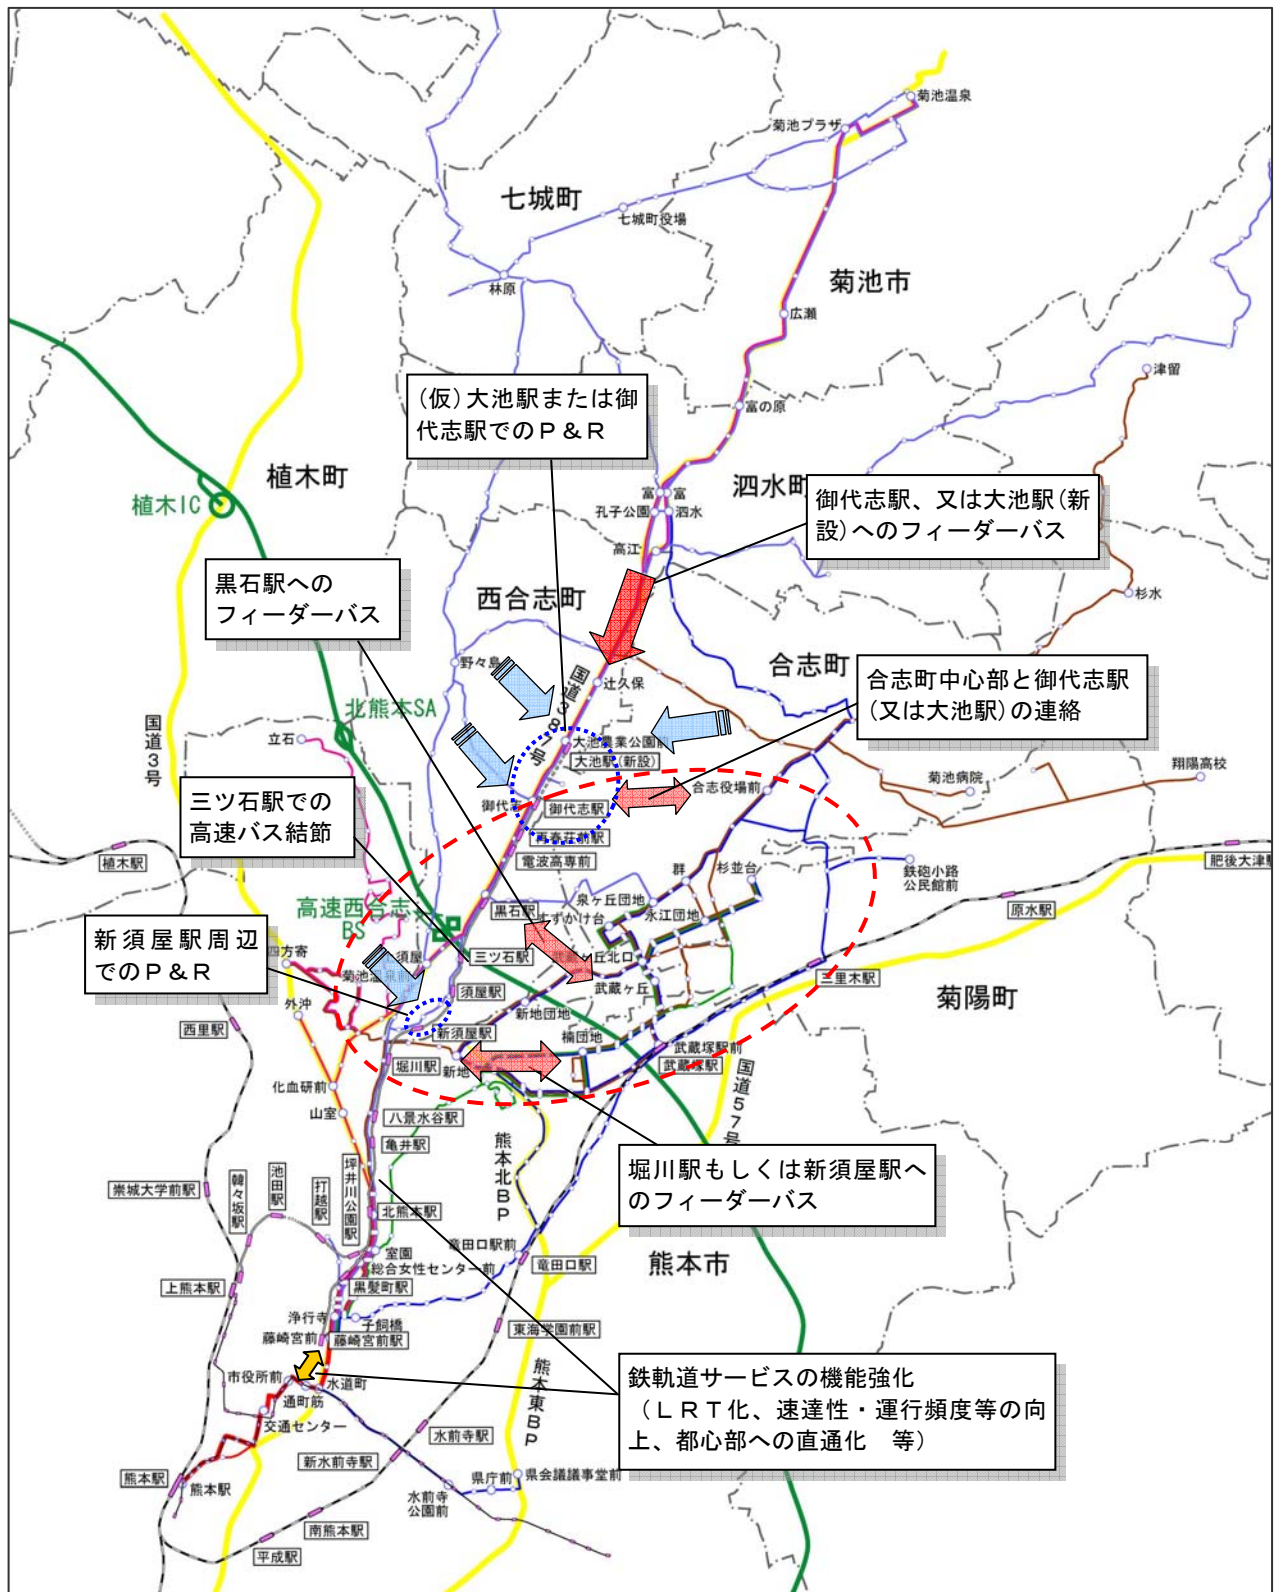 菊池温泉
菊池プラザ
七城町
七城町役場
菊池市
林原
広瀬
津留
(仮)大池駅または御
代志駅でのP&R
富の原
植木町
植木IC
泗水町
富
富
孔子公園
泗水
高江
御代志駅、又は大池駅(新
設)へのフィーダーバス
黒石駅への
フィーダーバス
西合志町
杉水
野々島
合志町
合志町中心部と御代志駅
(又は大池駅)の連絡
国道387号
辻久保
国道3号
北熊本SA
立石
大池農業公園前
大池駅(新設)
翔陽高校
菊池病院
合志役場前
三ツ石駅での
高速バス結節
御代志
御代志駅
再春荘前駅
電波高専前
植木駅
肥後大津駅
鉄砲小路
公民館前
群
杉並台
泉ヶ丘団地
高速西合志
BS
黒石駅
すずかけ台
永江団地
原水駅
新須屋駅周辺
でのP&R
四方寄
須屋
三ツ石駅
武蔵ヶ丘北口
菊池温泉前
武蔵ヶ丘
三里木駅
菊陽町
外沖
須屋駅
新地団地
西里駅
新須屋駅
楠団地
武蔵塚駅前
武蔵塚駅
堀川駅
新地
国道57号
化血研前
山室
八景水谷駅
亀井駅
熊本北BP
堀川駅もしくは新須屋駅へ
のフィーダーバス
坪井川公園駅
池田駅
打越駅
韓々坂駅
崇城大学前駅
北熊本駅
室園
竜田口駅前
竜田口駅
熊本市
総合女性センター前
黒髪町駅
上熊本駅
浄行寺
子飼橋
藤崎宮前
藤崎宮前駅
東海学園前駅
熊本東BP
鉄軌道サービスの機能強化
(LRT化、速達性・運行頻度等の向
上、都心部への直通化 等)
市役所前
水道町
通町筋
交通センター
水前寺駅
新水前寺駅
熊本駅
熊本駅
県庁前
県会議議事堂前
水前寺
公園前
南熊本駅
平成駅